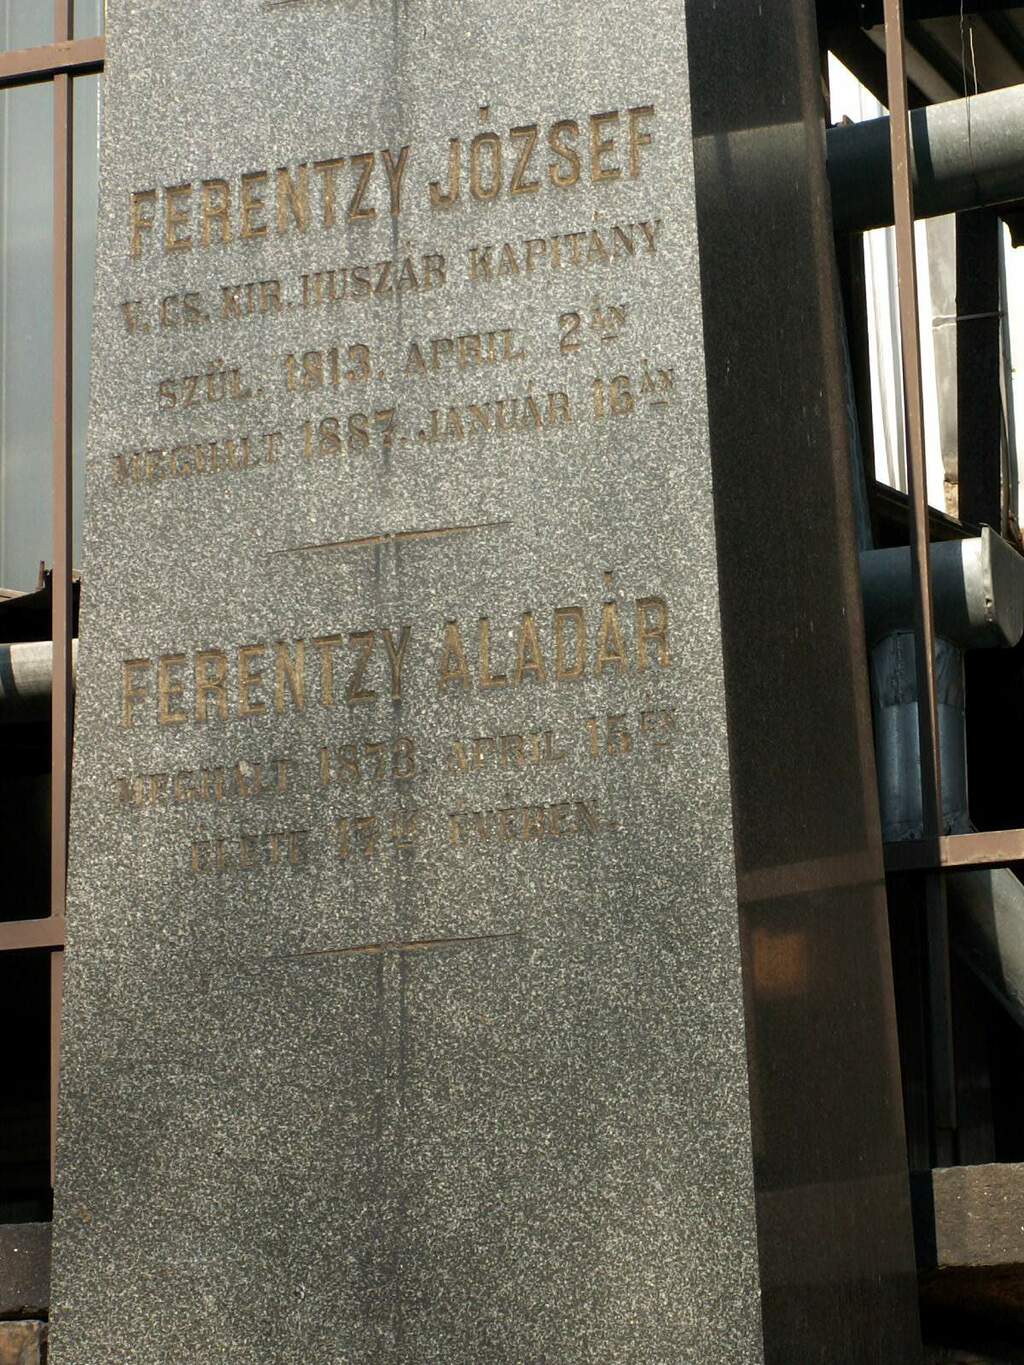 FERENTZY JÓZSEF
V. CS. KIR. HUSZÁR KAPITÁNY
SZÜL. 1813. APRIL 2ÁN
MEGHALT 1887. JANUÁR 16ÁN
FERENTZY ALADÁR
MEGHALT 1873 APRIL 15ÉN
ÉLETE 17IK ÉVÉBEN.